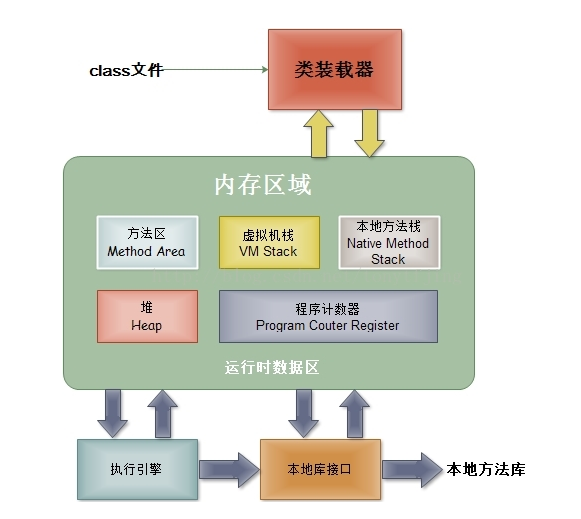 类装载器
class文件
内存区域
方法区
Method Area
虚拟机栈
VM Stack
本地方法栈
Native Method
Stack
堆
Heap
程序计数器
Program Couter Register
运行时数据区
执行引擎
本地库接口
本地方法库